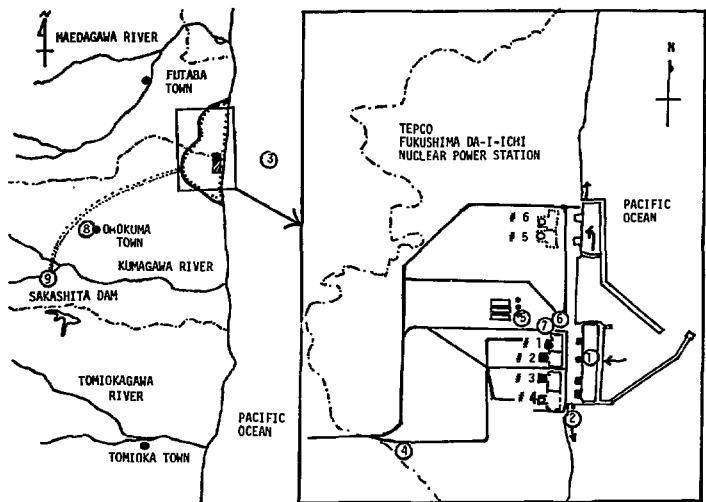 N
MAEDAGAWA RIVER
FUTABA
TOWN
③
⑧ OHOKUMA
TOWN
KUMAGAWA RIVER
⑨
SAKASHITA DAM
TOMIOKAGAWA
RIVER
PACIFIC
OCEAN
TOMIOKA TOWN
N
TEPCO
FUKUSHIMA DA-I-ICHI
NUCLEAR POWER STATION
PACIFIC
OCEAN
# 6
# 5
⑤
⑥
⑦
# 1
# 2
①
# 3
# 4
②
④